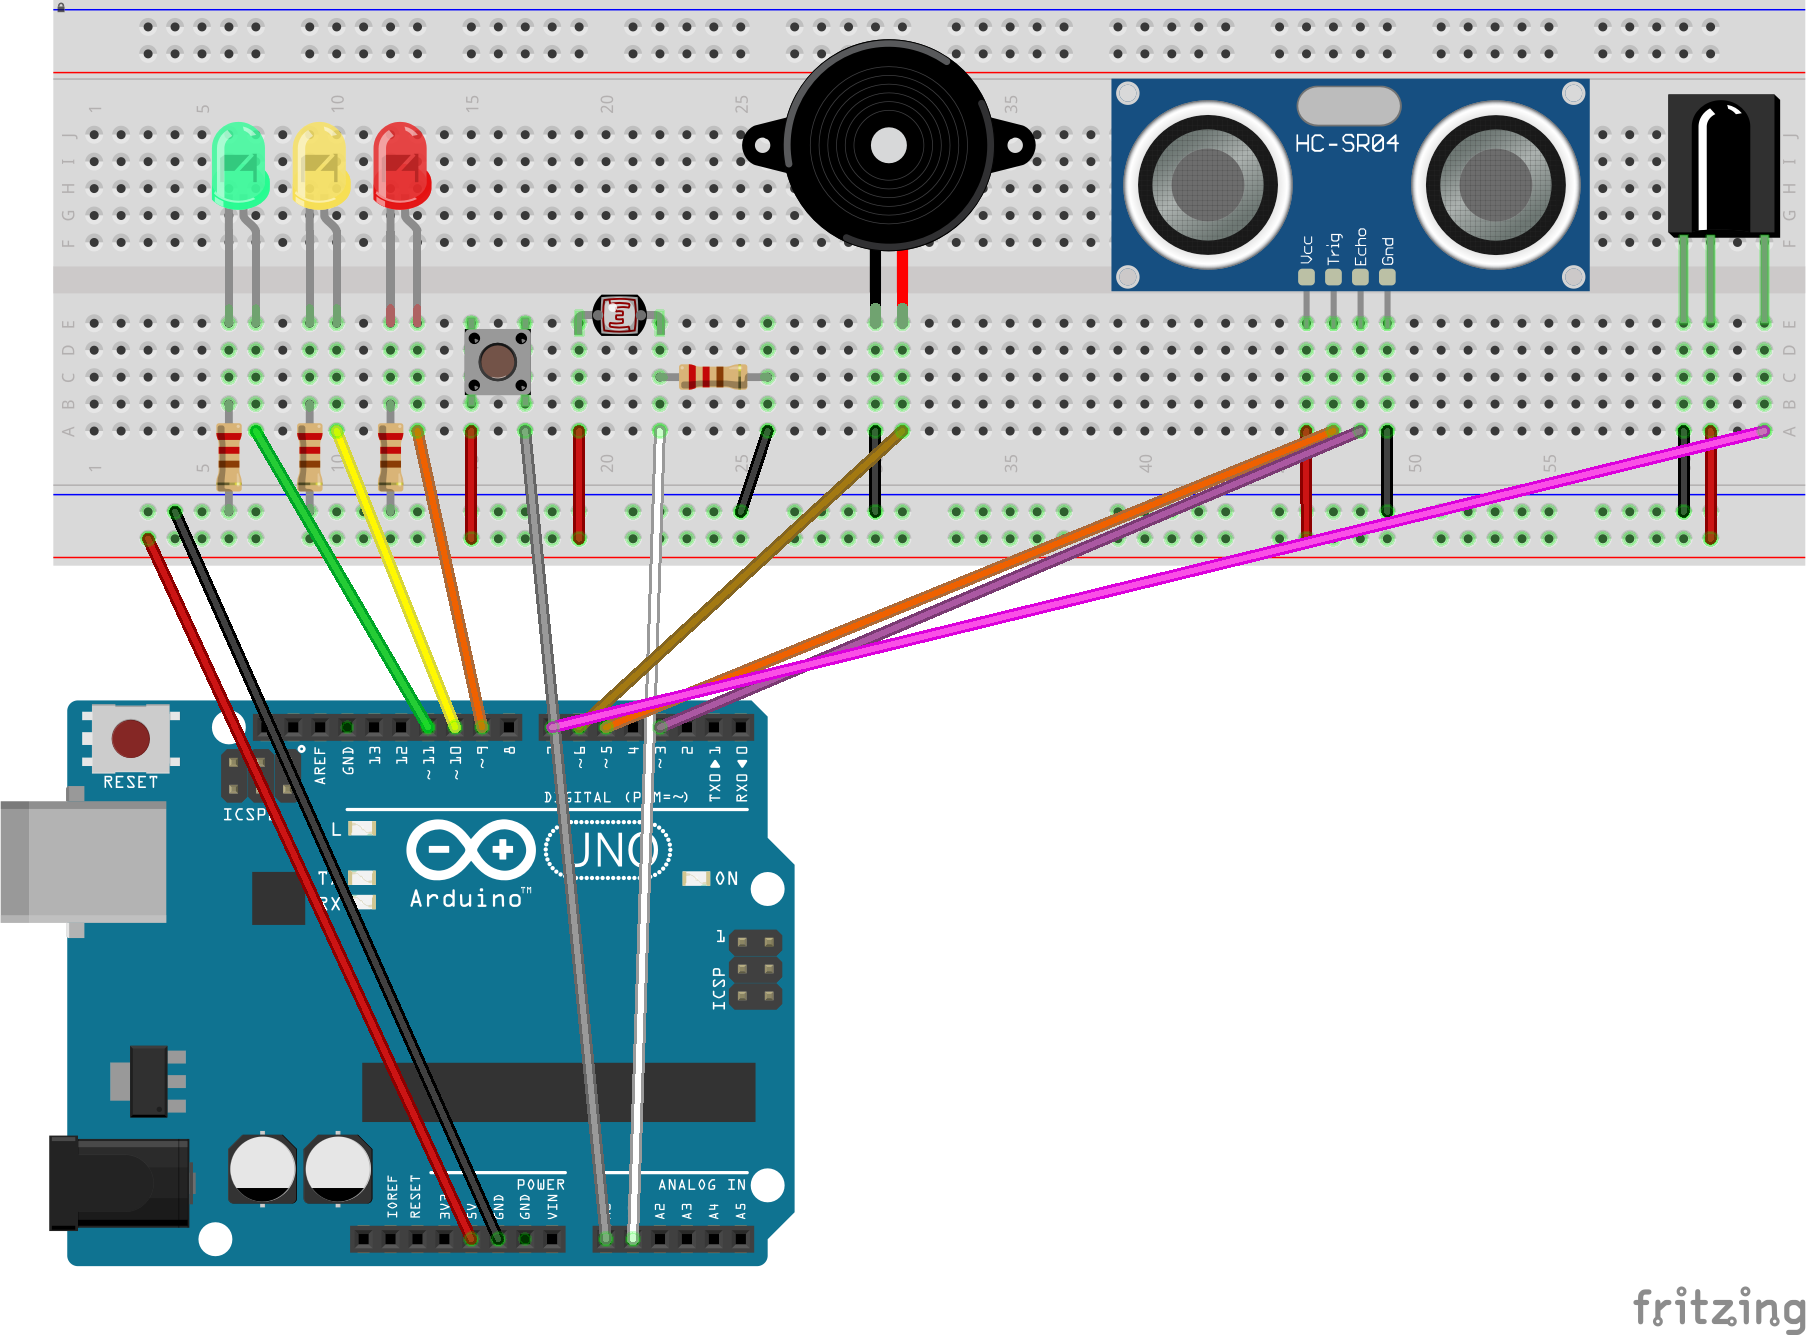 1 5 10 15 20 25 35
J J
I I
H H
G G
F F
HC-SR04
Vcc Trig Echo Gnd
E E
D D
C C
B B
A A
1 5 10 20 25 35 40 50 55
RESET
ICSP
AREF GND 13 12 ~11 ~10 ~9 8 7 ~6 ~5 4 ~3 2 TX0▶1 RX0◀0
DIGITAL (PWM=~)
L
UNO
TX
ON
RX
Arduino™
1
ICSP
POWER ANALOG IN
IOREF RESET 3V3 5V GND GND VIN A2 A3 A4 A5
fritzing